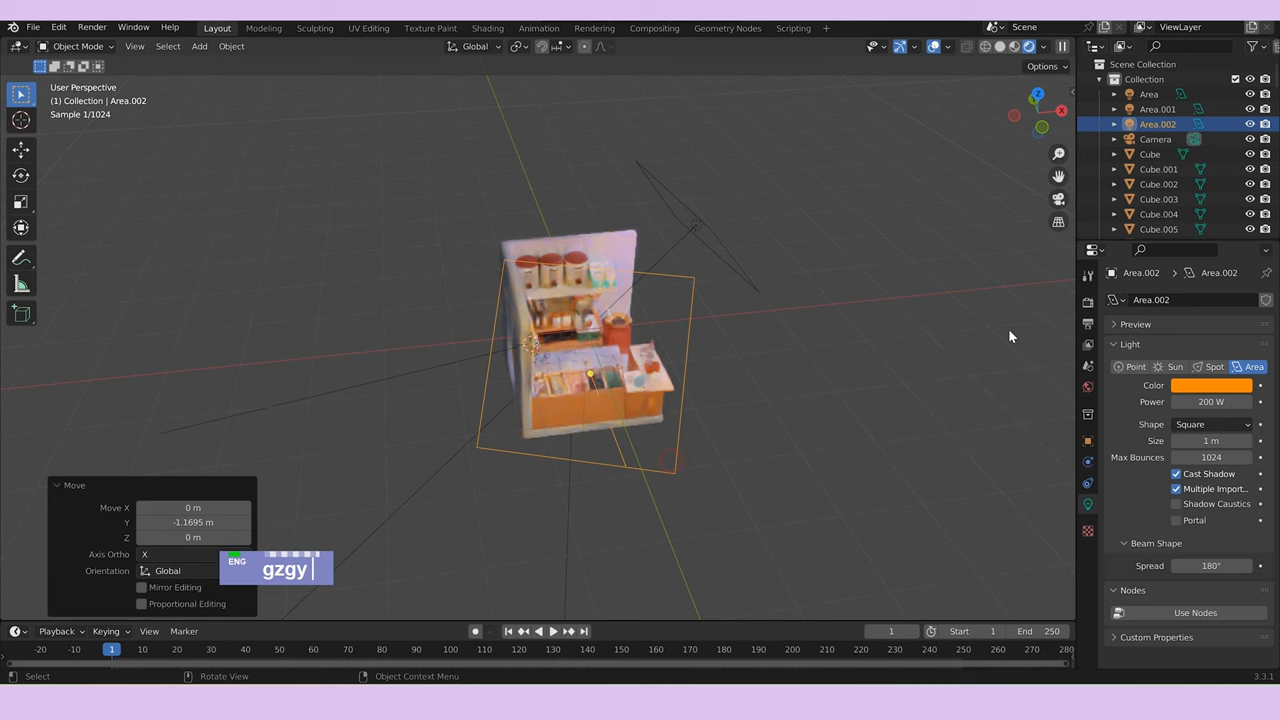 File Edit Render Window Help Layout Modeling Sculpting UV Editing Texture Paint Shading Animation Rendering Compositing Geometry Nodes Scripting + Scene ViewLayer
Object Mode View Select Add Object Global
Options
User Perspective
(1) Collection | Area.002
Sample 1/1024
Z
X
Y
Scene Collection
Collection
Area
Area.001
Area.002
Camera
Cube
Cube.001
Cube.002
Cube.003
Cube.004
Cube.005
Area.002 Area.002
Area.002
Preview
Light
Point Sun Spot Area
Color
Power 200 W
Shape Square
Size 1 m
Max Bounces 1024
Cast Shadow
Multiple Import...
Shadow Caustics
Portal
Beam Shape
Spread 180°
Nodes
Use Nodes
Custom Properties
Move
Move X 0 m
Y -1.1695 m
Z 0 m
Axis Ortho X
Orientation Global
Mirror Editing
Proportional Editing
ENG gzgy
Playback Keying View Marker 1 Start 1 End 250
-20 -10 1 10 20 30 40 50 60 70 80 90 100 110 120 130 140 150 160 170 180 190 200 210 220 230 240 250 260 270 280
Select Rotate View Object Context Menu 3.3.1